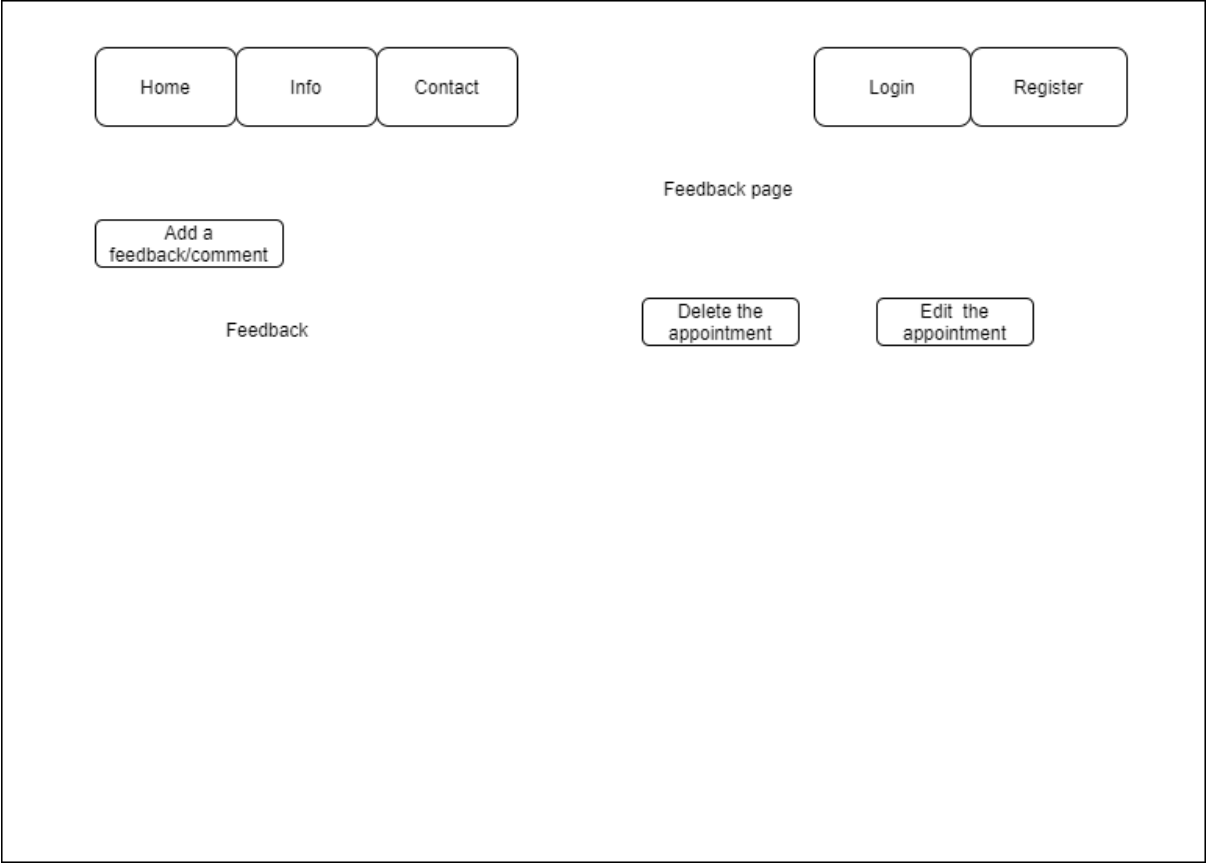 Home
Info
Contact
Login
Register
Feedback page
Add a
feedback/comment
Feedback
Delete the
appointment
Edit  the
appointment